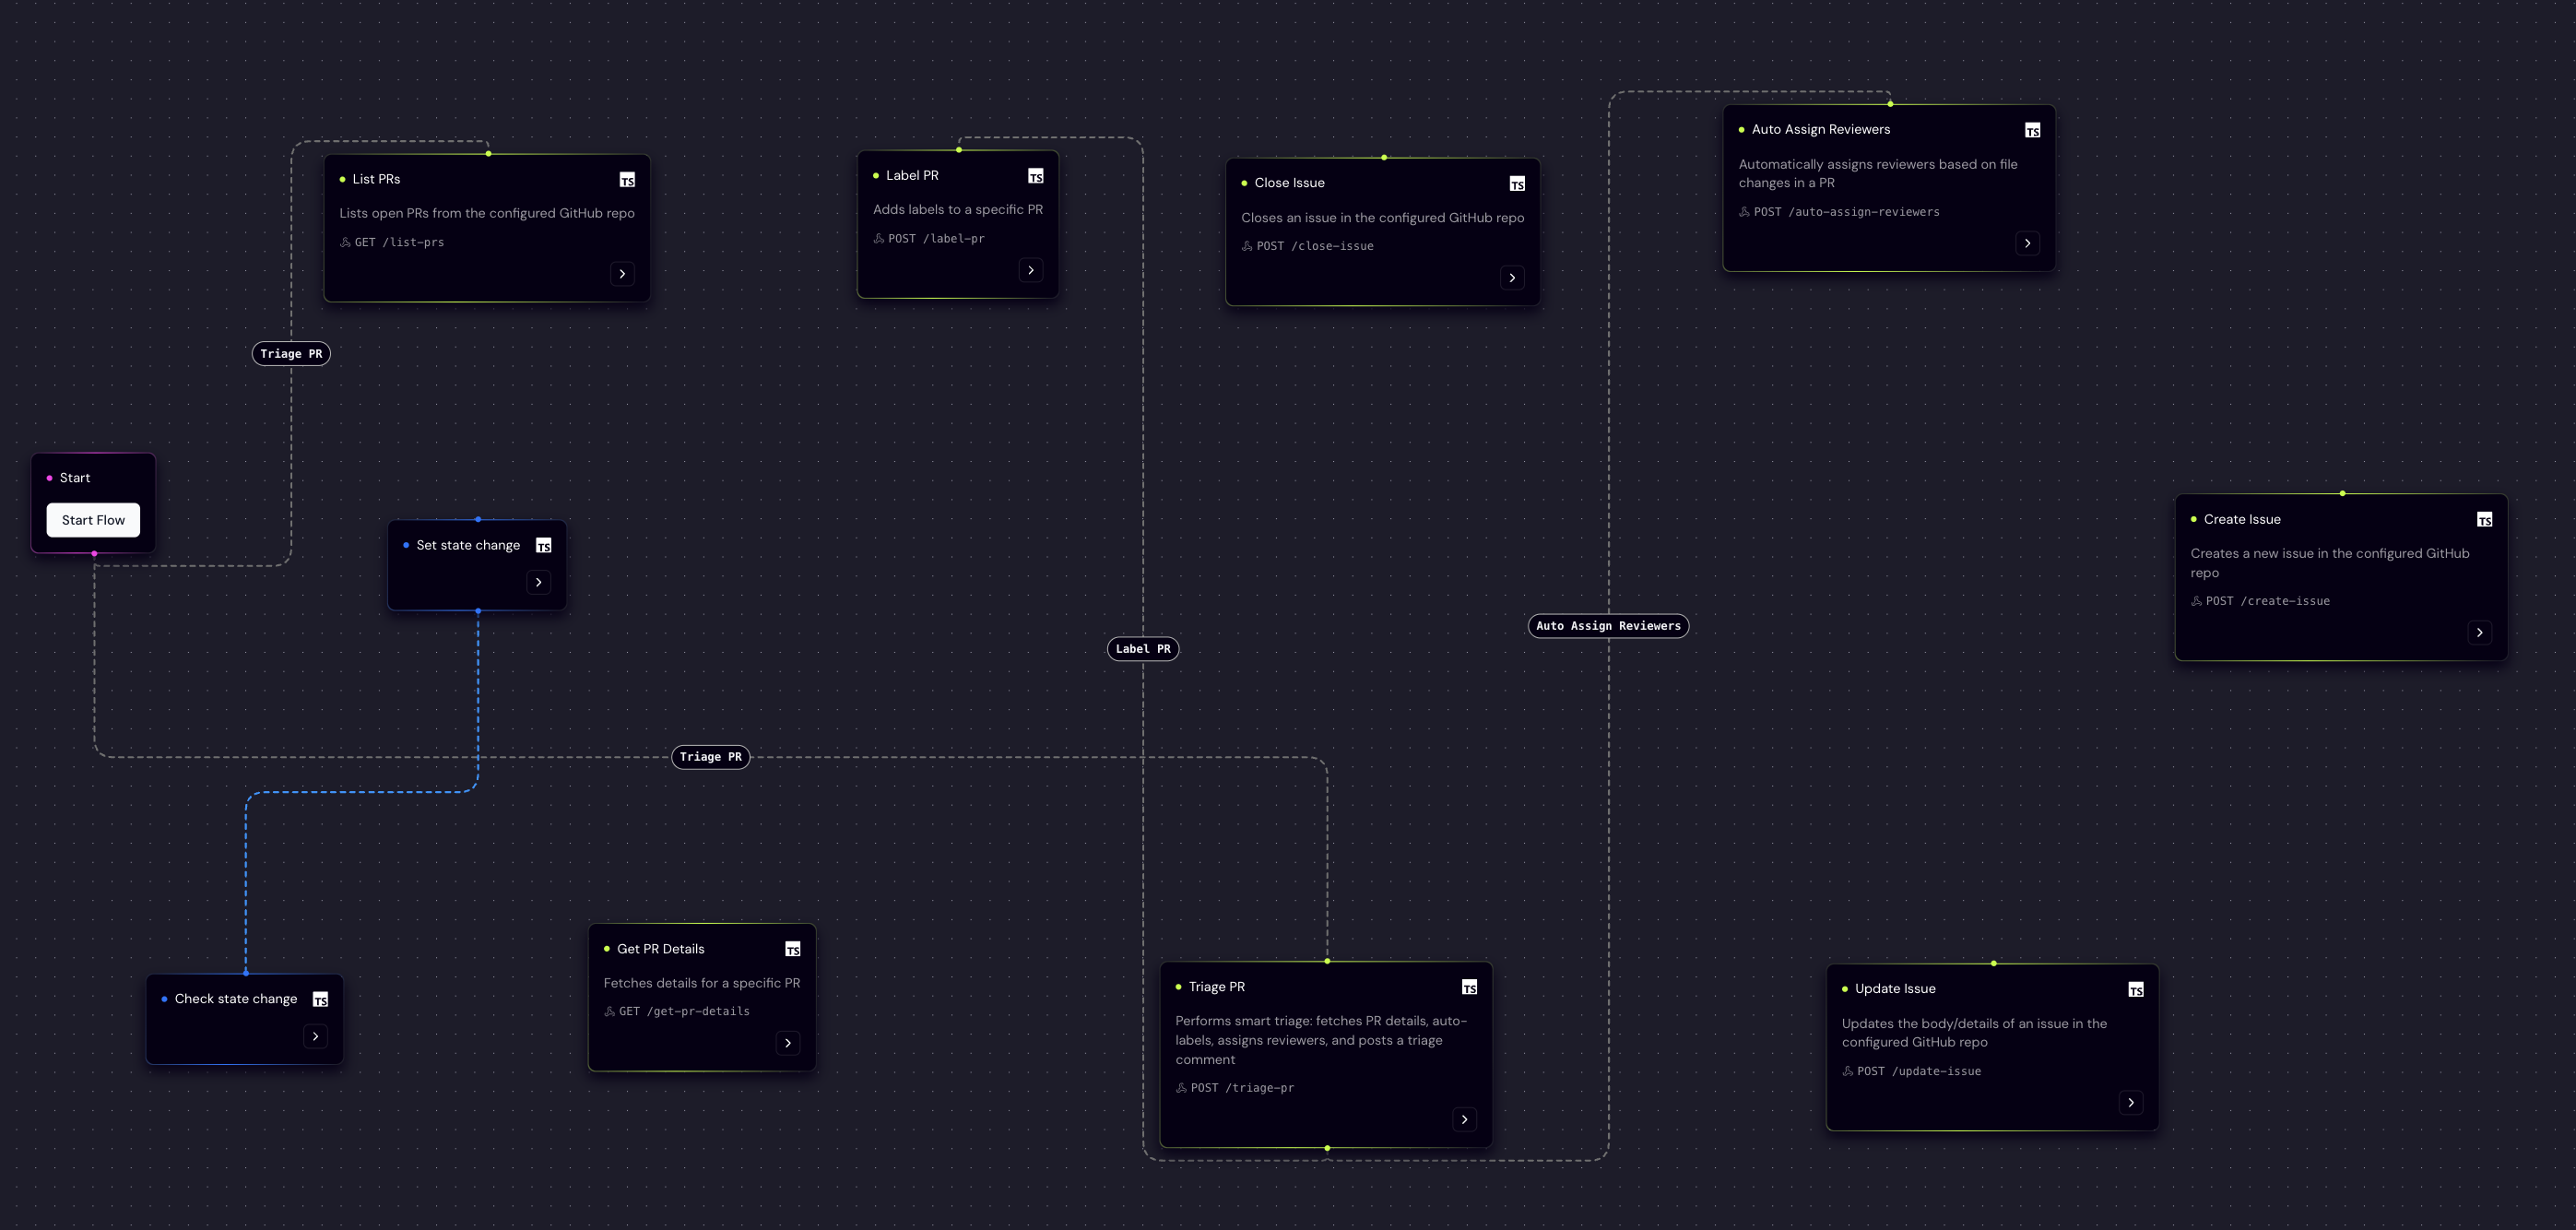 List PRs
TS
Lists open PRs from the configured GitHub repo
GET /list-prs
Label PR
TS
Adds labels to a specific PR
POST /label-pr
Close Issue
TS
Closes an issue in the configured GitHub repo
POST /close-issue
Auto Assign Reviewers
TS
Automatically assigns reviewers based on file
changes in a PR
POST /auto-assign-reviewers
Triage PR
Start
Start Flow
Set state change
TS
Label PR
Auto Assign Reviewers
Create Issue
TS
Creates a new issue in the configured GitHub
repo
POST /create-issue
Triage PR
Check state change
TS
Get PR Details
TS
Fetches details for a specific PR
GET /get-pr-details
Triage PR
TS
Performs smart triage: fetches PR details, auto-
labels, assigns reviewers, and posts a triage
comment
POST /triage-pr
Update Issue
TS
Updates the body/details of an issue in the
configured GitHub repo
POST /update-issue